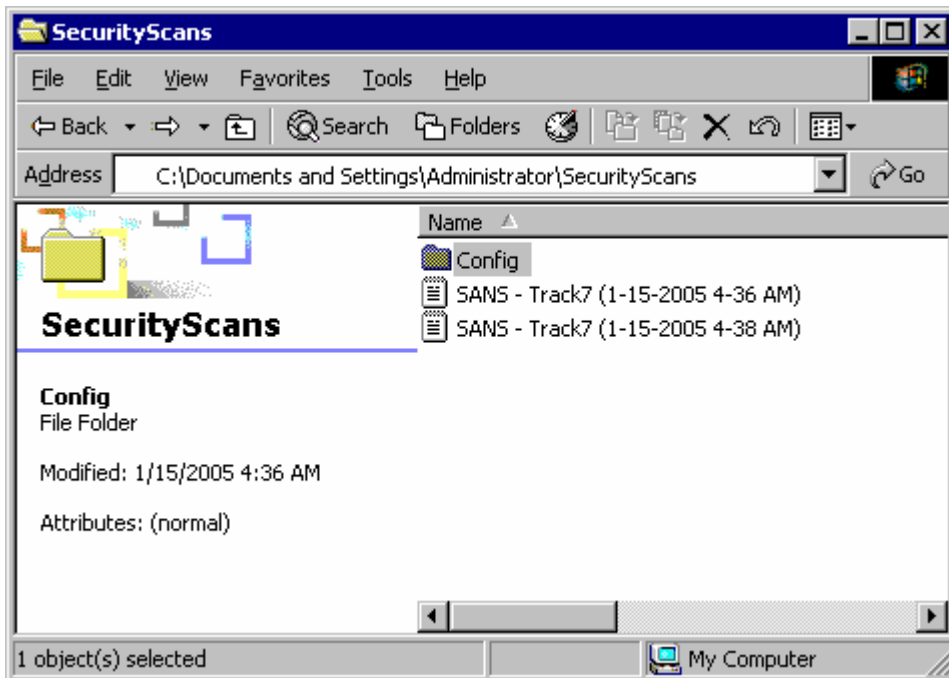 SecurityScans
File Edit View Favorites Tools Help
Back Search Folders
Address C:\Documents and Settings\Administrator\SecurityScans Go
Name
Config
SANS - Track7 (1-15-2005 4-36 AM)
SANS - Track7 (1-15-2005 4-38 AM)
SecurityScans
Config
File Folder
Modified: 1/15/2005 4:36 AM
Attributes: (normal)
1 object(s) selected My Computer